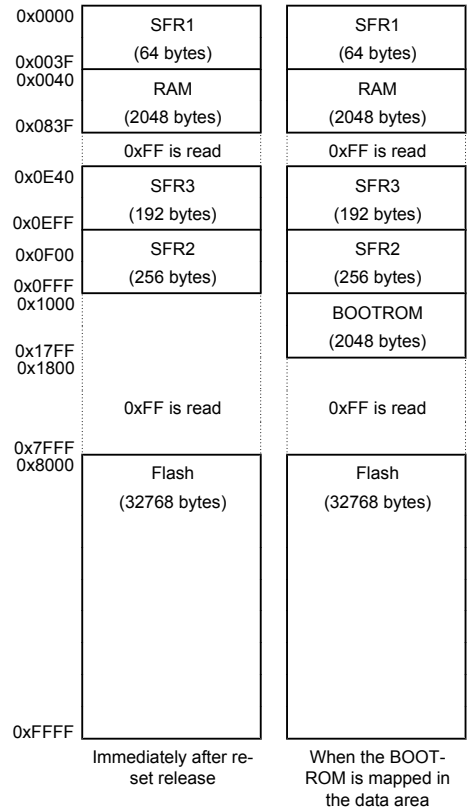 0x0000
SFR1
(64 bytes)
SFR1
(64 bytes)
0x003F
0x0040
RAM
(2048 bytes)
RAM
(2048 bytes)
0x083F
0xFF is read
0xFF is read
0x0E40
SFR3
(192 bytes)
SFR3
(192 bytes)
0x0EFF
0x0F00
SFR2
(256 bytes)
SFR2
(256 bytes)
0x0FFF
0x1000
BOOTROM
(2048 bytes)
0x17FF
0x1800
0xFF is read
0xFF is read
0x7FFF
0x8000
Flash
(32768 bytes)
Flash
(32768 bytes)
0xFFFF
Immediately after re-
set release
When the BOOT-
ROM is mapped in
the data area